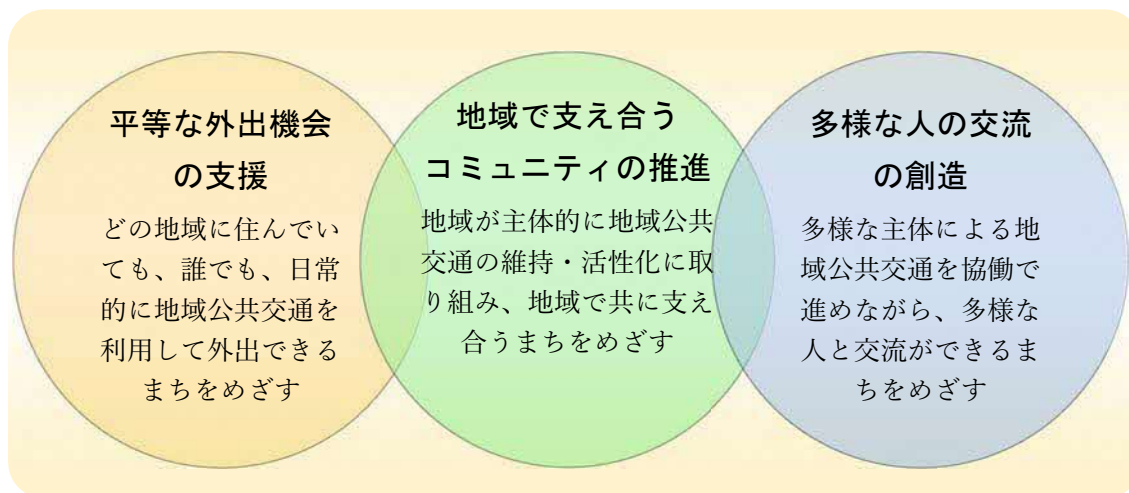 平等な外出機会
の支援
どの地域に住んでい
ても、誰でも、日常
的に地域公共交通を
利用して外出できる
まちをめざす
地域で支え合う
コミュニティの推進
地域が主体的に地域公共
交通の維持・活性化に取
り組み、地域で共に支え
合うまちをめざす
多様な人の交流
の創造
多様な主体による地
域公共交通を協働で
進めながら、多様な
人と交流ができるま
ちをめざす